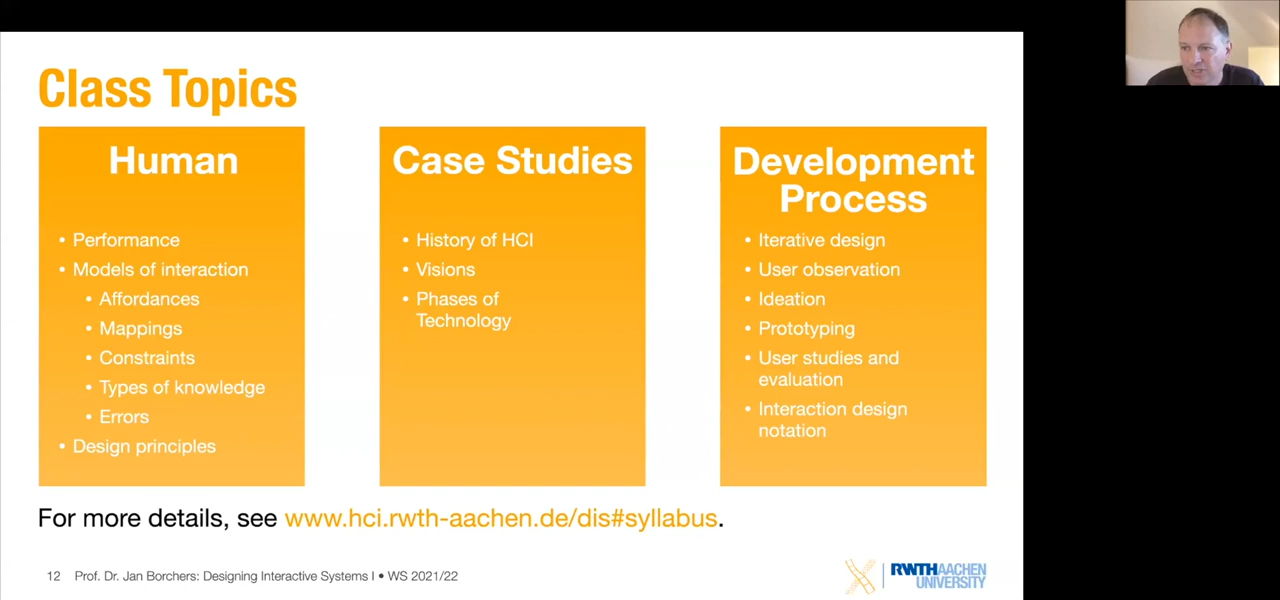 Class Topics
Human
• Performance
• Models of interaction
• Affordances
• Mappings
• Constraints
• Types of knowledge
• Errors
• Design principles
Case Studies
• History of HCI
• Visions
• Phases of
Technology
Development
Process
• Iterative design
• User observation
• Ideation
• Prototyping
• User studies and
evaluation
• Interaction design
notation
For more details, see www.hci.rwth-aachen.de/dis#syllabus.
12 Prof. Dr. Jan Borchers: Designing Interactive Systems I • WS 2021/22
RWTHAACHEN
UNIVERSITY